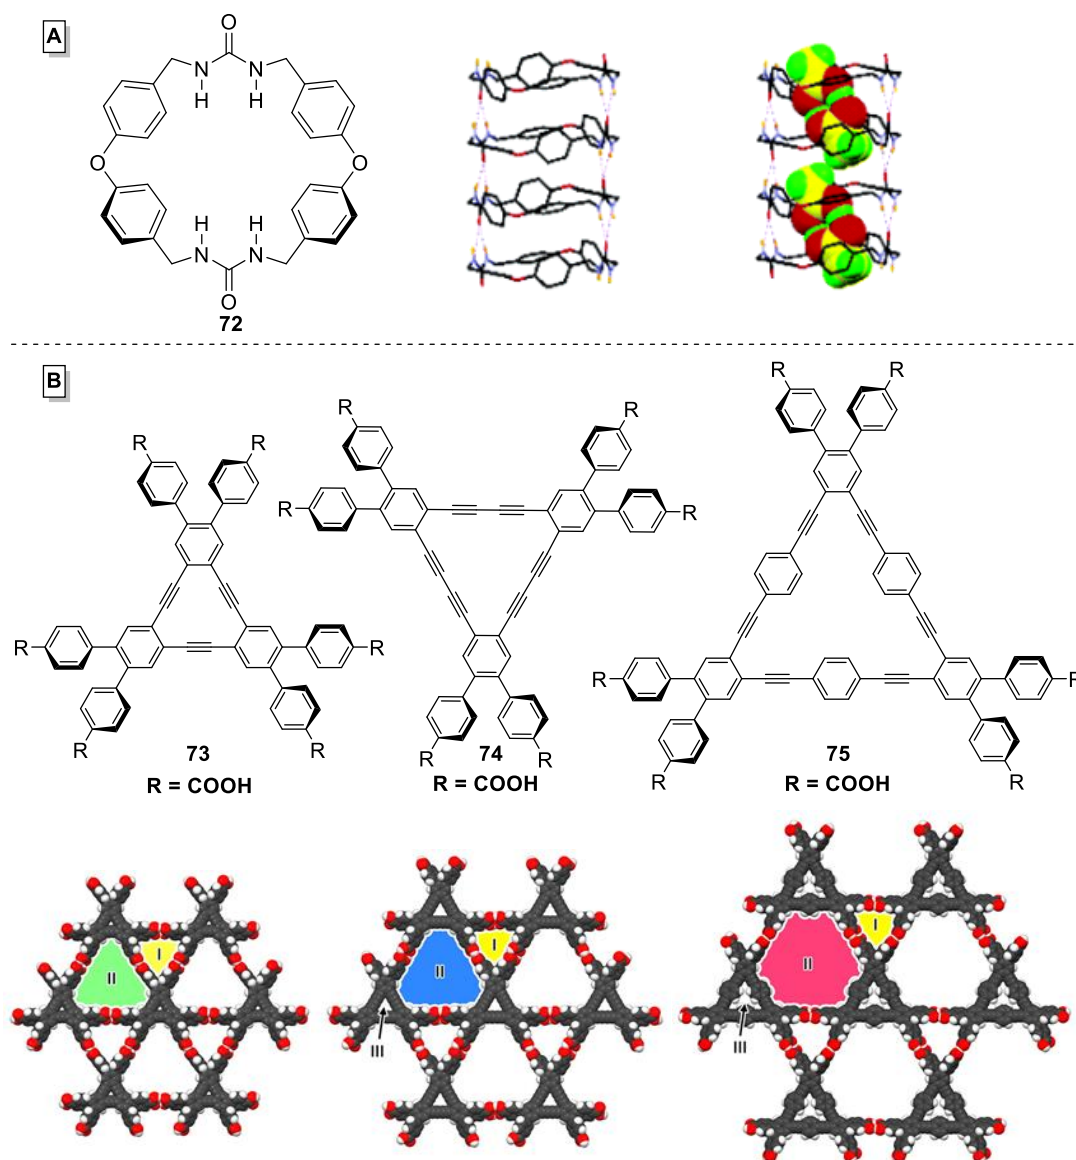 A
O
N N
H H
O O
H H
N N
O
72
B
R R
R R
R R
R R
R R
R R
R R
R R
R R
73 74 75
R = COOH R = COOH R = COOH
I I I
II II II
III III